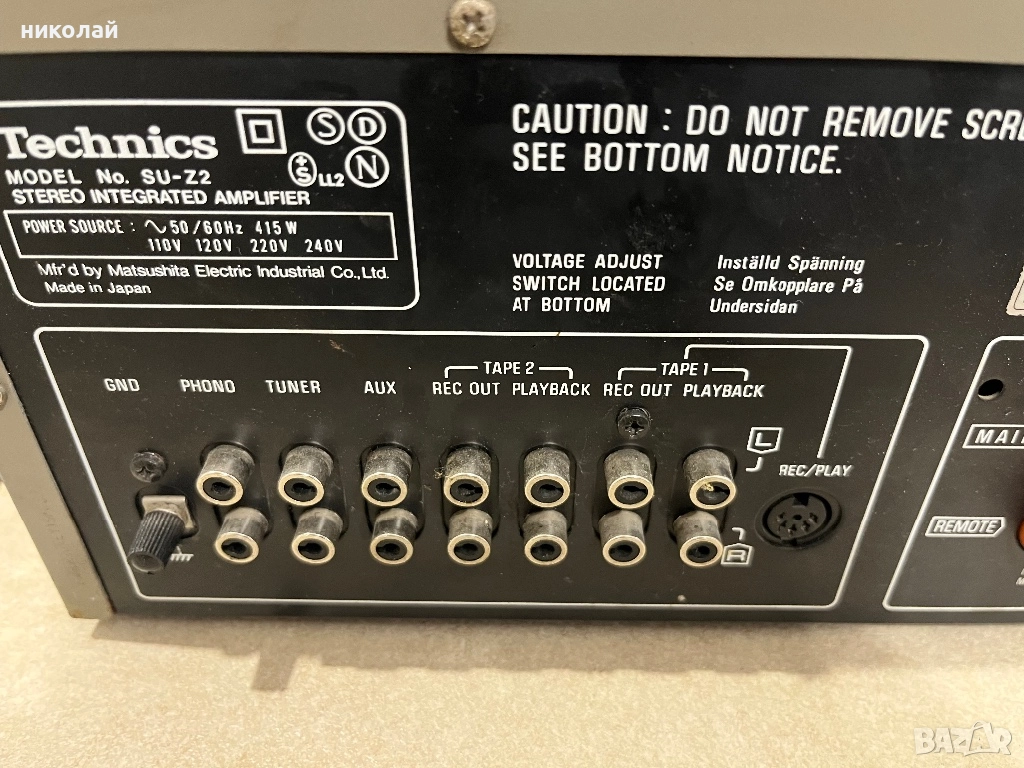 николай
Technics
MODEL No. SU-Z2
STEREO INTEGRATED AMPLIFIER
POWER SOURCE : ∿50/60Hz 415W
110V 120V 220V 240V
Mfr'd by Matsushita Electric Industrial Co., Ltd.
Made in Japan
S D
+S LL2 N
CAUTION : DO NOT REMOVE
SEE BOTTOM NOTICE.
VOLTAGE ADJUST
SWITCH LOCATED
AT BOTTOM
Inställd Spänning
Se Omkopplare På
Undersidan
GND PHONO TUNER AUX
TAPE 2
REC OUT PLAYBACK
TAPE 1
REC OUT PLAYBACK
L
REC/PLAY
R
REMOTE
BAZAR